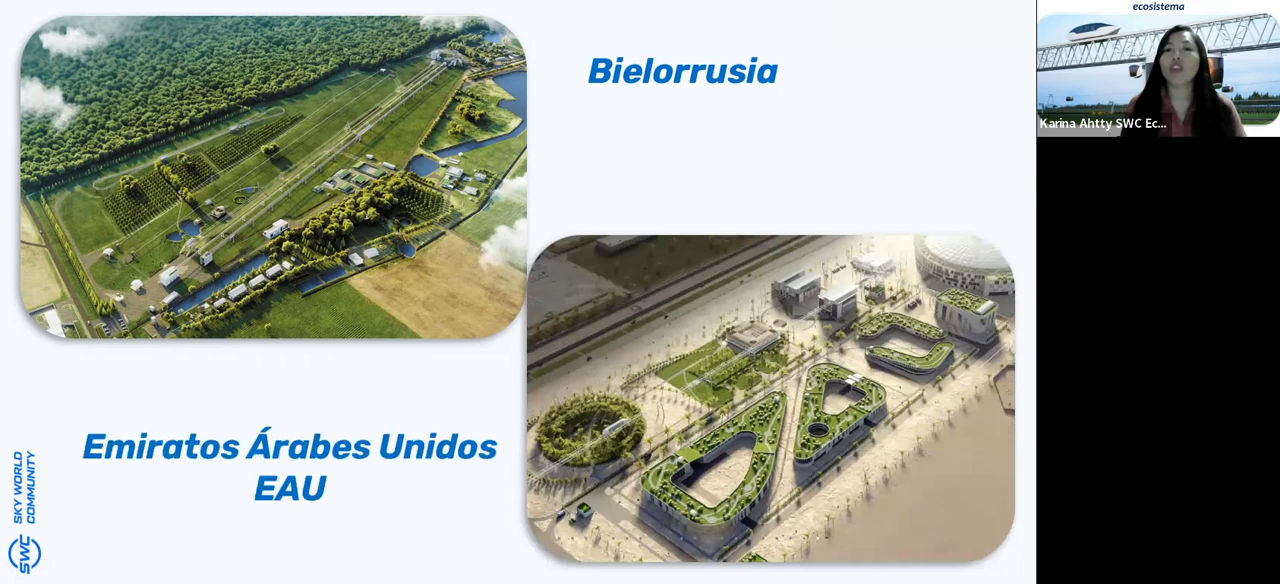 ecosistema
Bielorrusia
Karina Ahtty SWC Ec...
Emiratos Árabes Unidos
EAU
SKY WORLD
COMMUNITY
SWC